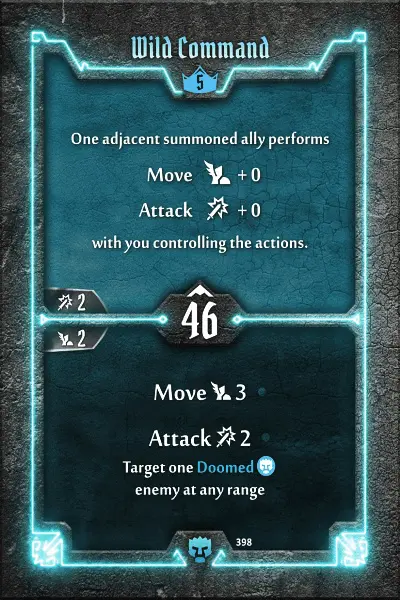 Wild Command
5
One adjacent summoned ally performs
Move + 0
Attack + 0
with you controlling the actions.
2
46
2
Move 3
Attack 2
Target one Doomed
enemy at any range
398